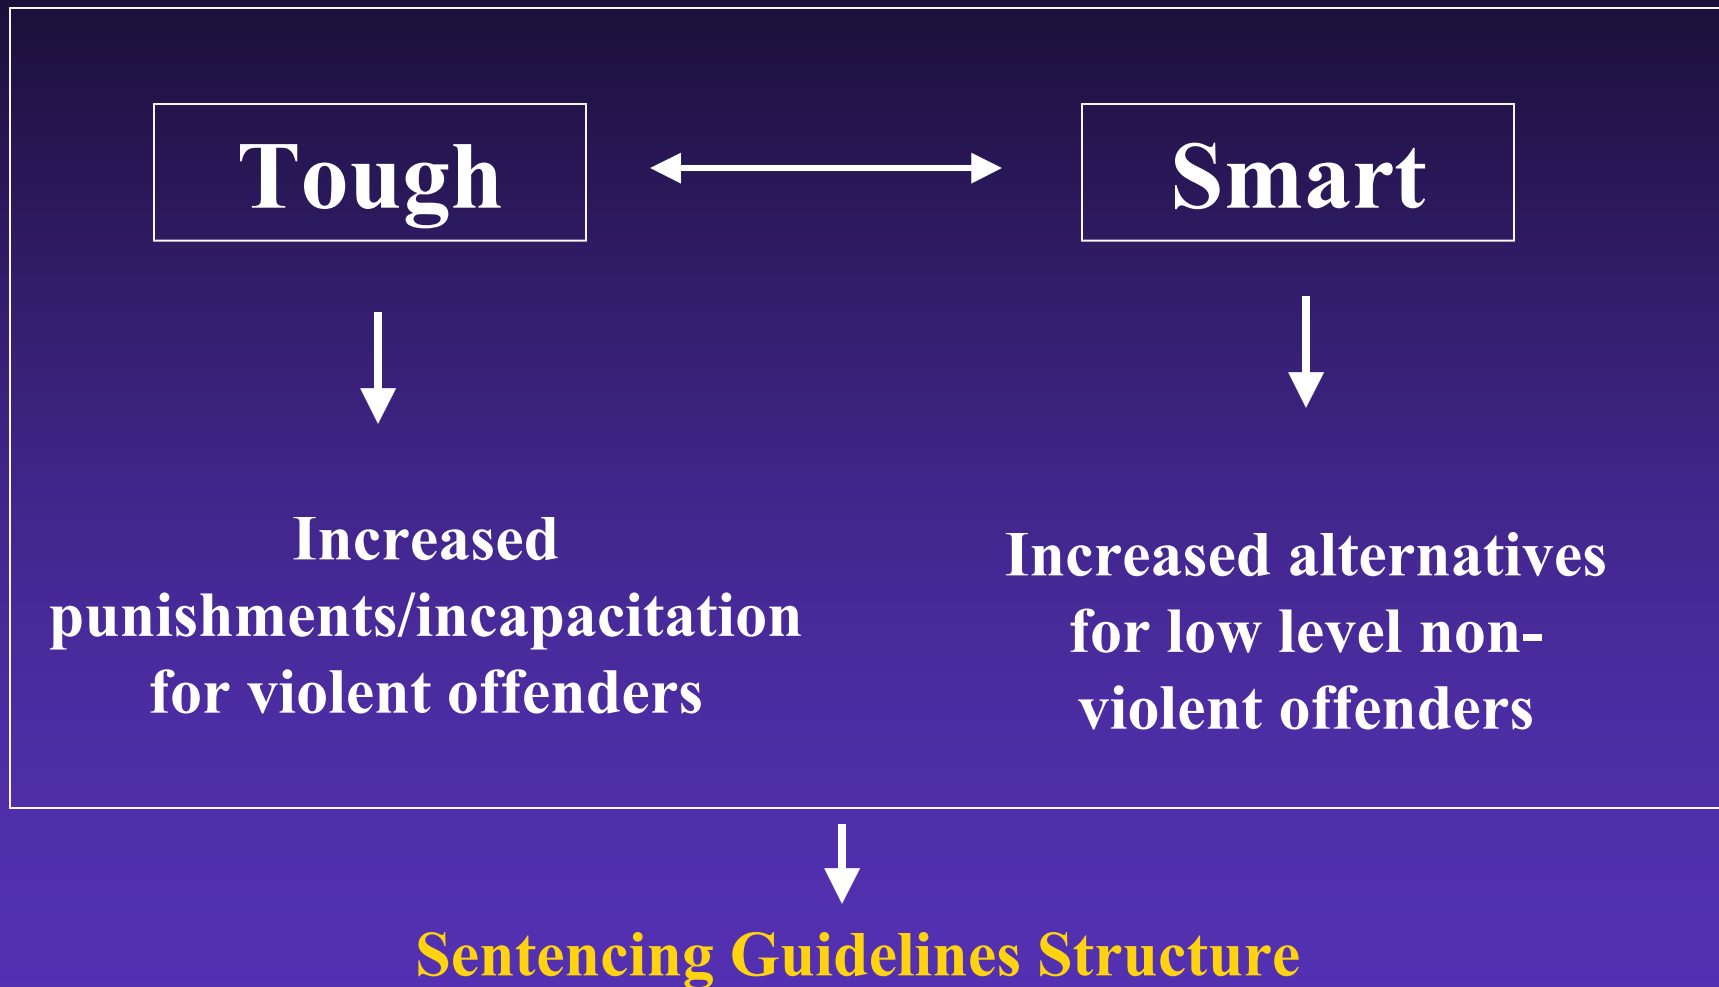 Tough
Smart
Increased
punishments/incapacitation
for violent offenders
Increased alternatives
for low level non-
violent offenders
Sentencing Guidelines Structure